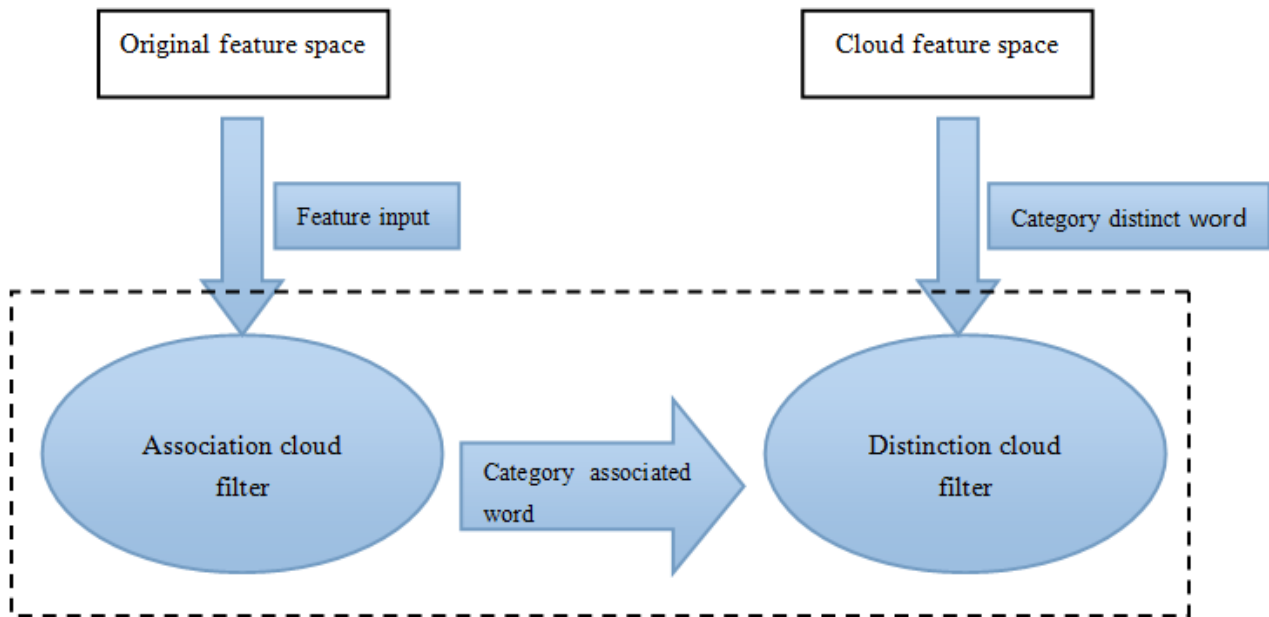 Original feature space
Cloud feature space
Feature input
Category distinct word
Association cloud
filter
Category associated
word
Distinction cloud
filter